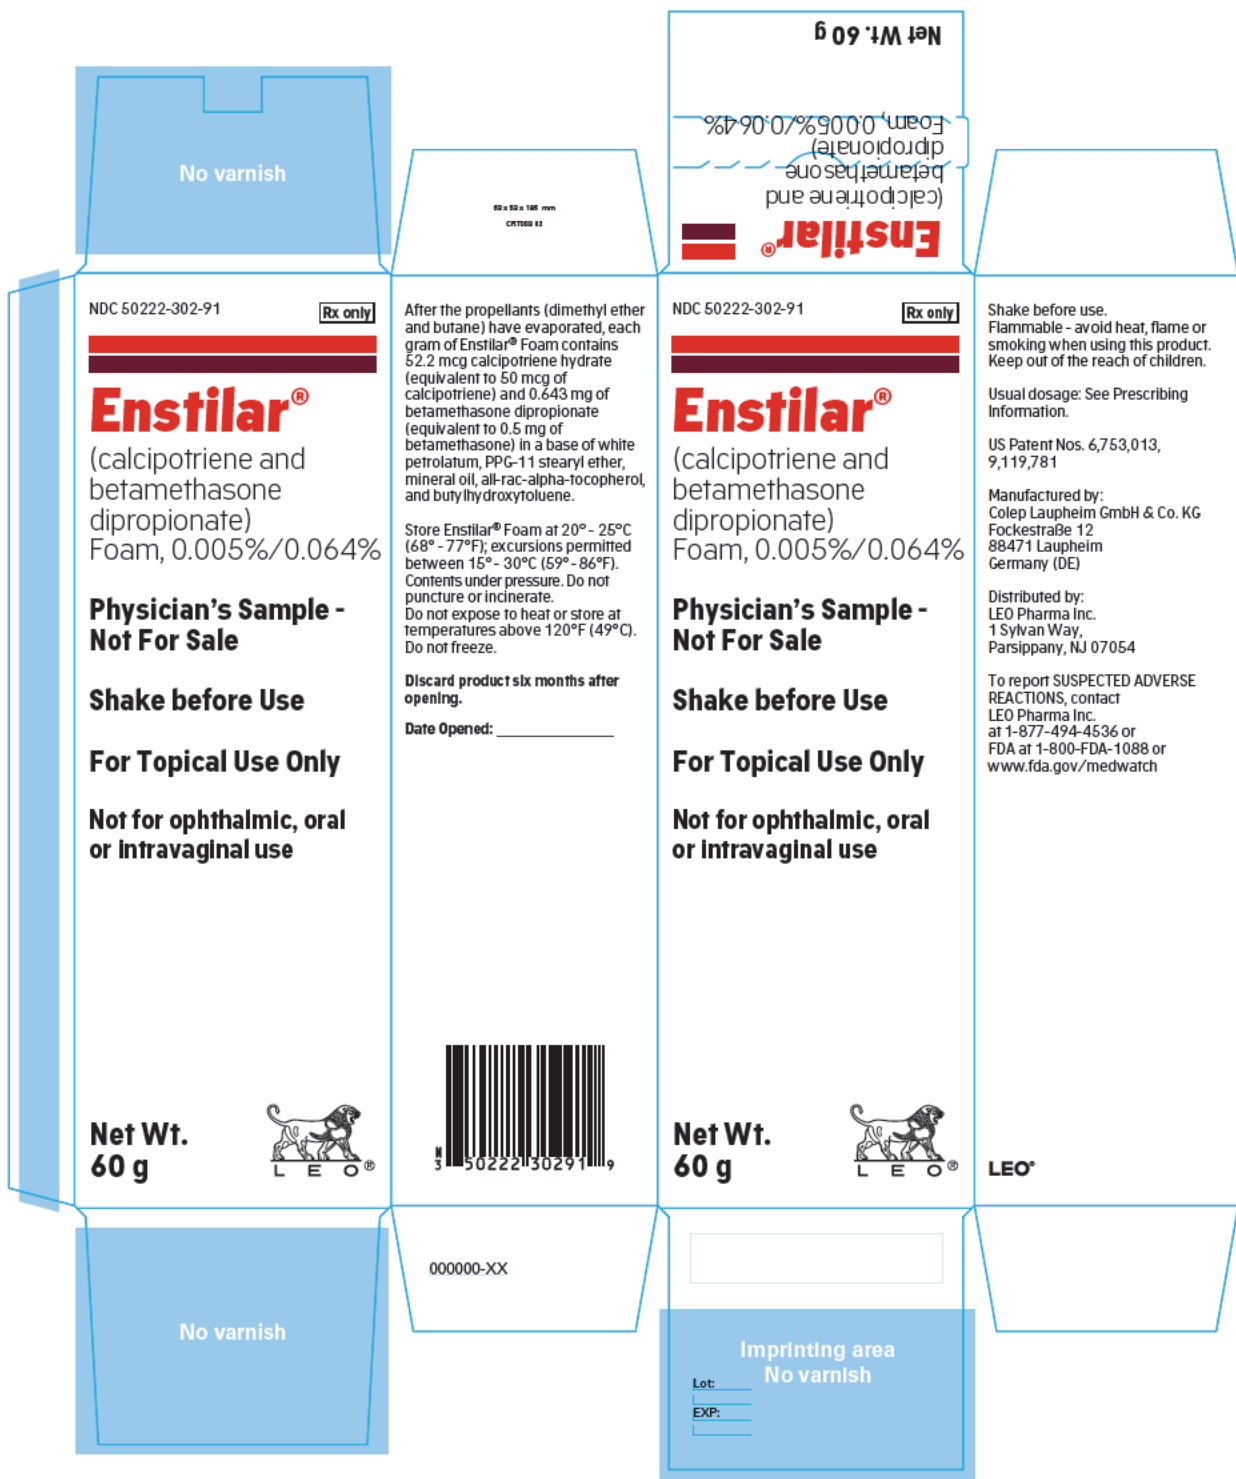 Net Wt. 60 g
Foam, 0.005%/0.064%
dipropionate)
betamethasone
(calcipotriene and
Enstilar®
No varnish
CRT003 52
NDC 50222-302-91
Rx only
Enstilar®
(calcipotriene and
betamethasone
dipropionate)
Foam, 0.005%/0.064%
Physician's Sample -
Not For Sale
Shake before Use
For Topical Use Only
Not for ophthalmic, oral
or intravaginal use
Net Wt.
60 g
LEO®
After the propellants (dimethyl ether
and butane) have evaporated, each
gram of Enstilar® Foam contains
52.2 mcg calcipotriene hydrate
(equivalent to 50 mcg of
calcipotriene) and 0.643 mg of
betamethasone dipropionate
(equivalent to 0.5 mg of
betamethasone) in a base of white
petrolatum, PPG-11 stearyl ether,
mineral oil, all-rac-alpha-tocopherol,
and butylhydroxytoluene.
Store Enstilar® Foam at 20° - 25°C
(68° - 77°F); excursions permitted
between 15° - 30°C (59° - 86°F).
Contents under pressure. Do not
puncture or incinerate.
Do not expose to heat or store at
temperatures above 120°F (49°C).
Do not freeze.
Discard product six months after
opening.
Date Opened:
N
3 50222 30291 9
NDC 50222-302-91
Rx only
Enstilar®
(calcipotriene and
betamethasone
dipropionate)
Foam, 0.005%/0.064%
Physician's Sample -
Not For Sale
Shake before Use
For Topical Use Only
Not for ophthalmic, oral
or intravaginal use
Net Wt.
60 g
LEO®
Shake before use.
Flammable - avoid heat, flame or
smoking when using this product.
Keep out of the reach of children.
Usual dosage: See Prescribing
Information.
US Patent Nos. 6,753,013,
9,119,781
Manufactured by:
Colep Laupheim GmbH & Co. KG
Fockestraße 12
88471 Laupheim
Germany (DE)
Distributed by:
LEO Pharma Inc.
1 Sylvan Way,
Parsippany, NJ 07054
To report SUSPECTED ADVERSE
REACTIONS, contact
LEO Pharma Inc.
at 1-877-494-4536 or
FDA at 1-800-FDA-1088 or
www.fda.gov/medwatch
LEO®
No varnish
000000-XX
Imprinting area
No varnish
Lot:
EXP: